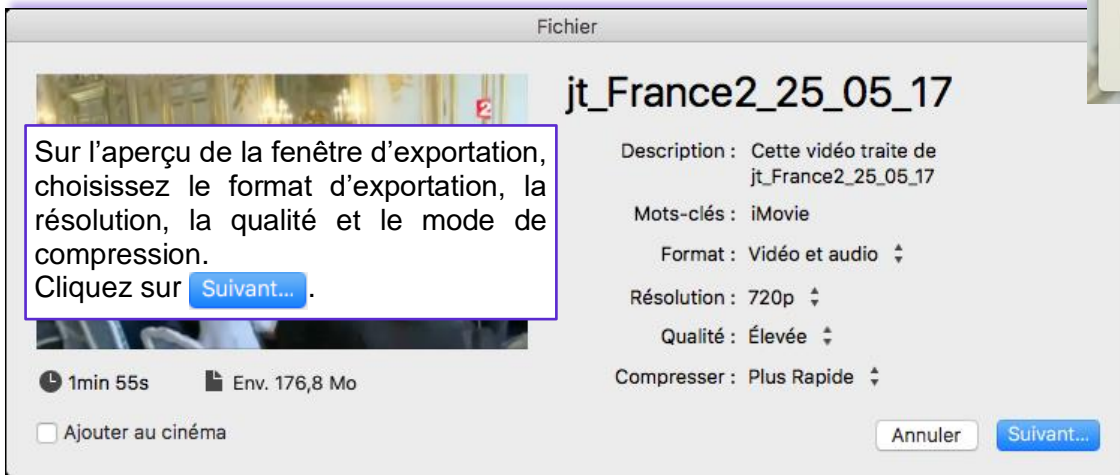 Fichier
2
jt_France2_25_05_17
Sur l’aperçu de la fenêtre d’exportation,
choisissez le format d’exportation, la
résolution, la qualité et le mode de
compression.
Cliquez sur Suivant... .
Description : Cette vidéo traite de
jt_France2_25_05_17
Mots-clés : iMovie
Format : Vidéo et audio
Résolution : 720p
Qualité : Élevée
Compresser : Plus Rapide
1min 55s Env. 176,8 Mo
Ajouter au cinéma
Annuler Suivant...